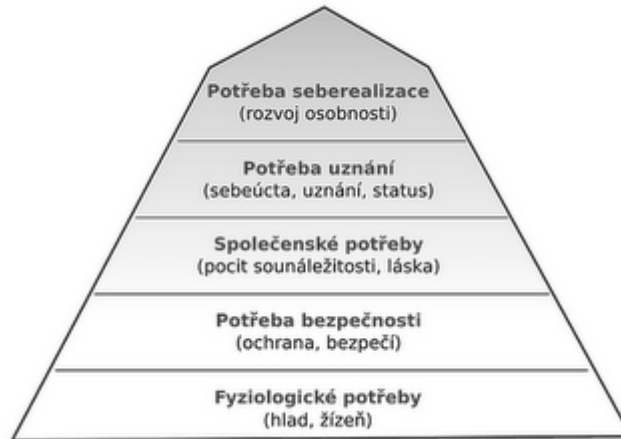 Potřeba seberealizace
(rozvoj osobnosti)
Potřeba uznání
(sebeúcta, uznání, status)
Společenské potřeby
(pocit sounáležitosti, láska)
Potřeba bezpečnosti
(ochrana, bezpečí)
Fyziologické potřeby
(hlad, žízeň)